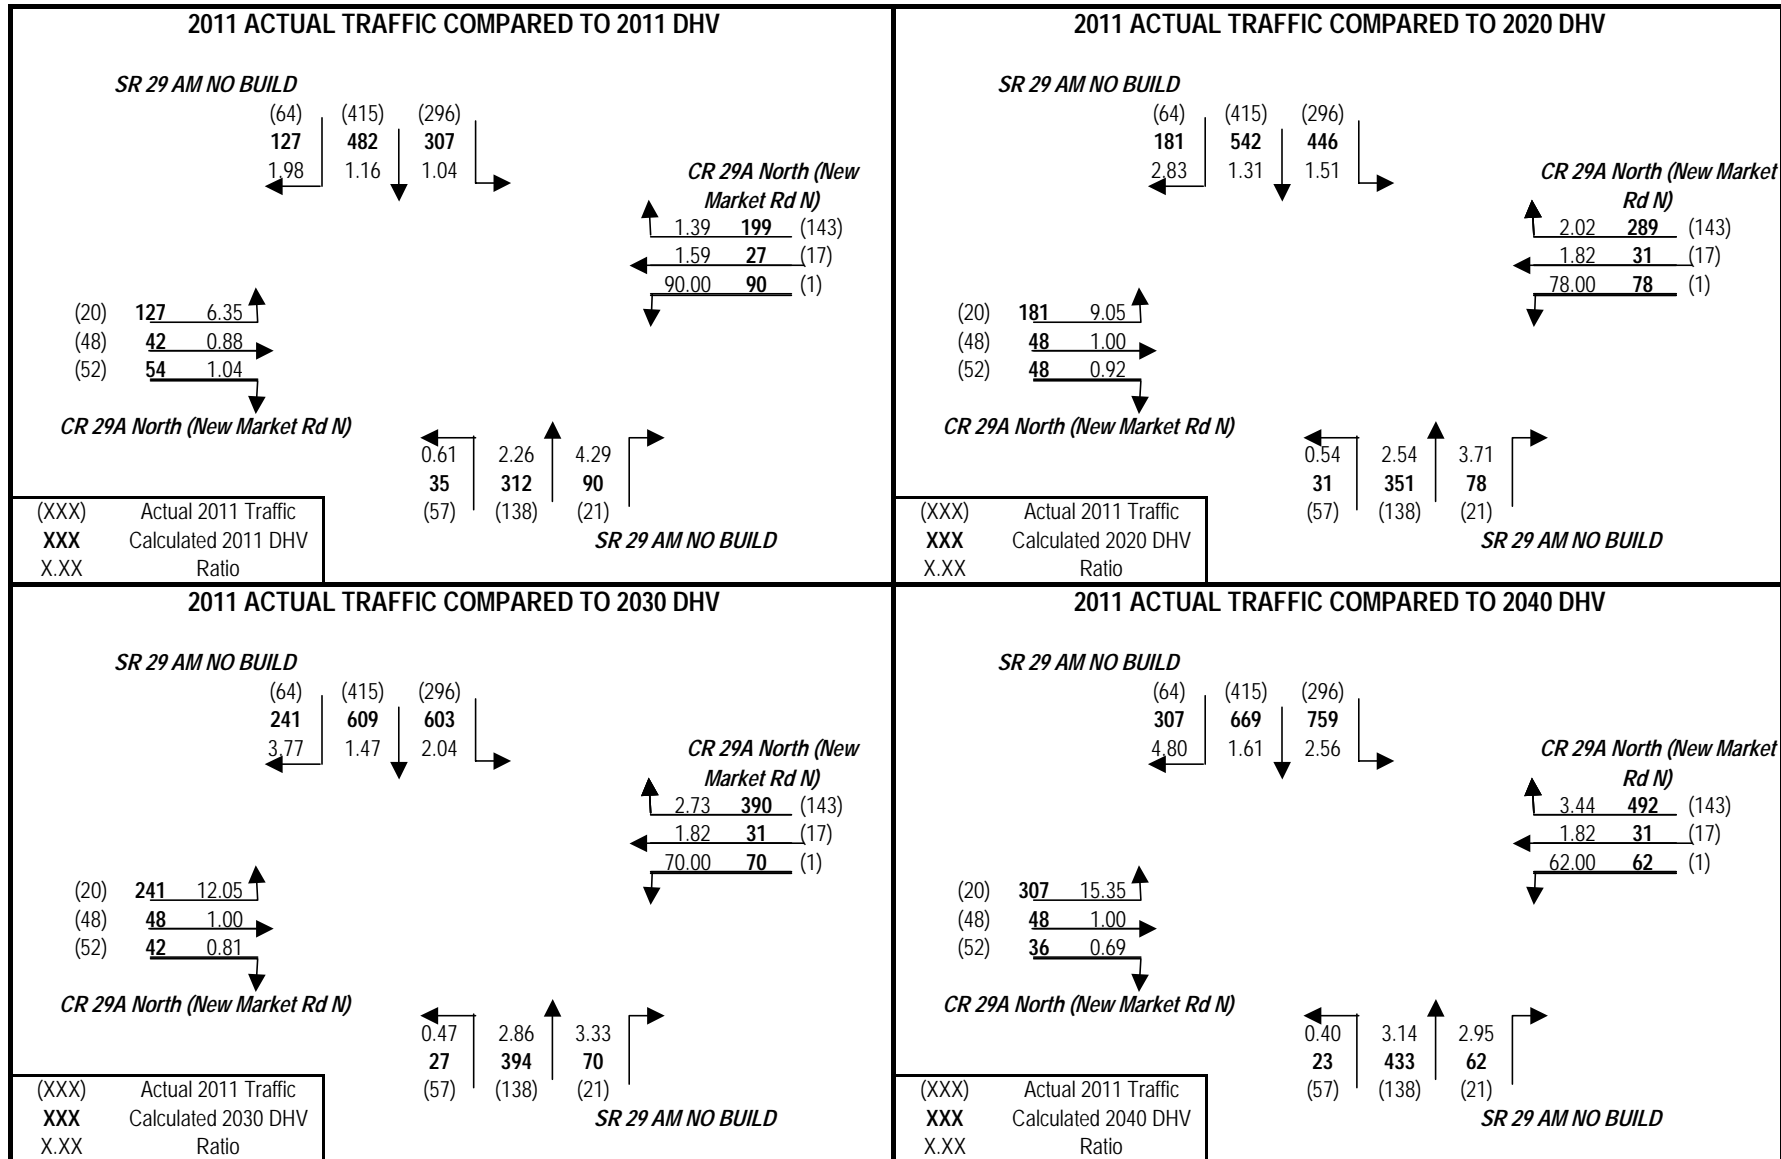 2011 ACTUAL TRAFFIC COMPARED TO 2011 DHV
SR 29 AM NO BUILD
(64) (415) (296)
127 482 307
1.98 1.16 1.04
CR 29A North (New
Market Rd N)
1.39 199 (143)
1.59 27 (17)
90.00 90 (1)
(20) 127 6.35
(48) 42 0.88
(52) 54 1.04
CR 29A North (New Market Rd N)
0.61 2.26 4.29
35 312 90
(57) (138) (21)
SR 29 AM NO BUILD
(XXX) Actual 2011 Traffic
XXX Calculated 2011 DHV
X.XX Ratio
2011 ACTUAL TRAFFIC COMPARED TO 2020 DHV
SR 29 AM NO BUILD
(64) (415) (296)
181 542 446
2.83 1.31 1.51
CR 29A North (New Market
Rd N)
2.02 289 (143)
1.82 31 (17)
78.00 78 (1)
(20) 181 9.05
(48) 48 1.00
(52) 48 0.92
CR 29A North (New Market Rd N)
0.54 2.54 3.71
31 351 78
(57) (138) (21)
SR 29 AM NO BUILD
(XXX) Actual 2011 Traffic
XXX Calculated 2020 DHV
X.XX Ratio
2011 ACTUAL TRAFFIC COMPARED TO 2030 DHV
SR 29 AM NO BUILD
(64) (415) (296)
241 609 603
3.77 1.47 2.04
CR 29A North (New
Market Rd N)
2.73 390 (143)
1.82 31 (17)
70.00 70 (1)
(20) 241 12.05
(48) 48 1.00
(52) 42 0.81
CR 29A North (New Market Rd N)
0.47 2.86 3.33
27 394 70
(57) (138) (21)
SR 29 AM NO BUILD
(XXX) Actual 2011 Traffic
XXX Calculated 2030 DHV
X.XX Ratio
2011 ACTUAL TRAFFIC COMPARED TO 2040 DHV
SR 29 AM NO BUILD
(64) (415) (296)
307 669 759
4.80 1.61 2.56
CR 29A North (New Market
Rd N)
3.44 492 (143)
1.82 31 (17)
62.00 62 (1)
(20) 307 15.35
(48) 48 1.00
(52) 36 0.69
CR 29A North (New Market Rd N)
0.40 3.14 2.95
23 433 62
(57) (138) (21)
SR 29 AM NO BUILD
(XXX) Actual 2011 Traffic
XXX Calculated 2040 DHV
X.XX Ratio